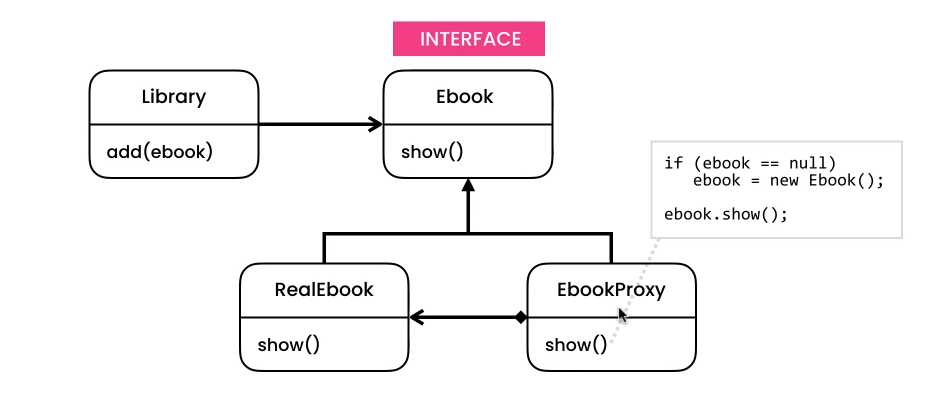 INTERFACE
Library
add(ebook)
Ebook
show()
if (ebook == null)
   ebook = new Ebook();
ebook.show();
RealEbook
show()
EbookProxy
show()